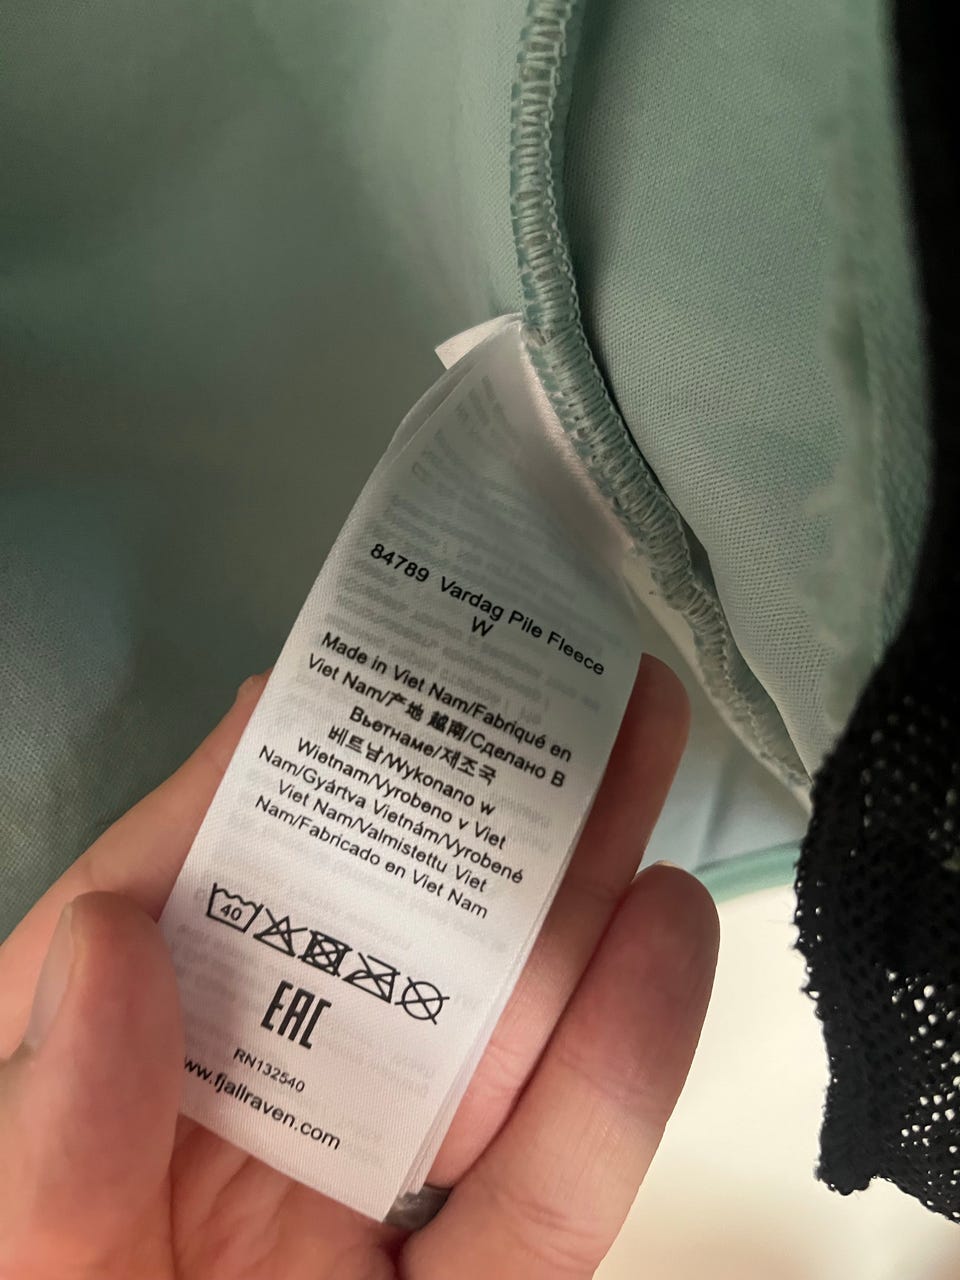 84789 Vardag Pile Fleece
W
Made in Viet Nam/Fabriqué en
Viet Nam/产地 越南/Сделано В
Вьетнаме/제조국
베트남/Wykonano w
Wietnam/Vyrobeno v Viet
Nam/Gyártva Vietnám/Vyrobené
Viet Nam/Valmistettu Viet
Nam/Fabricado en Viet Nam
40
EAC
RN132540
ww.fjallraven.com